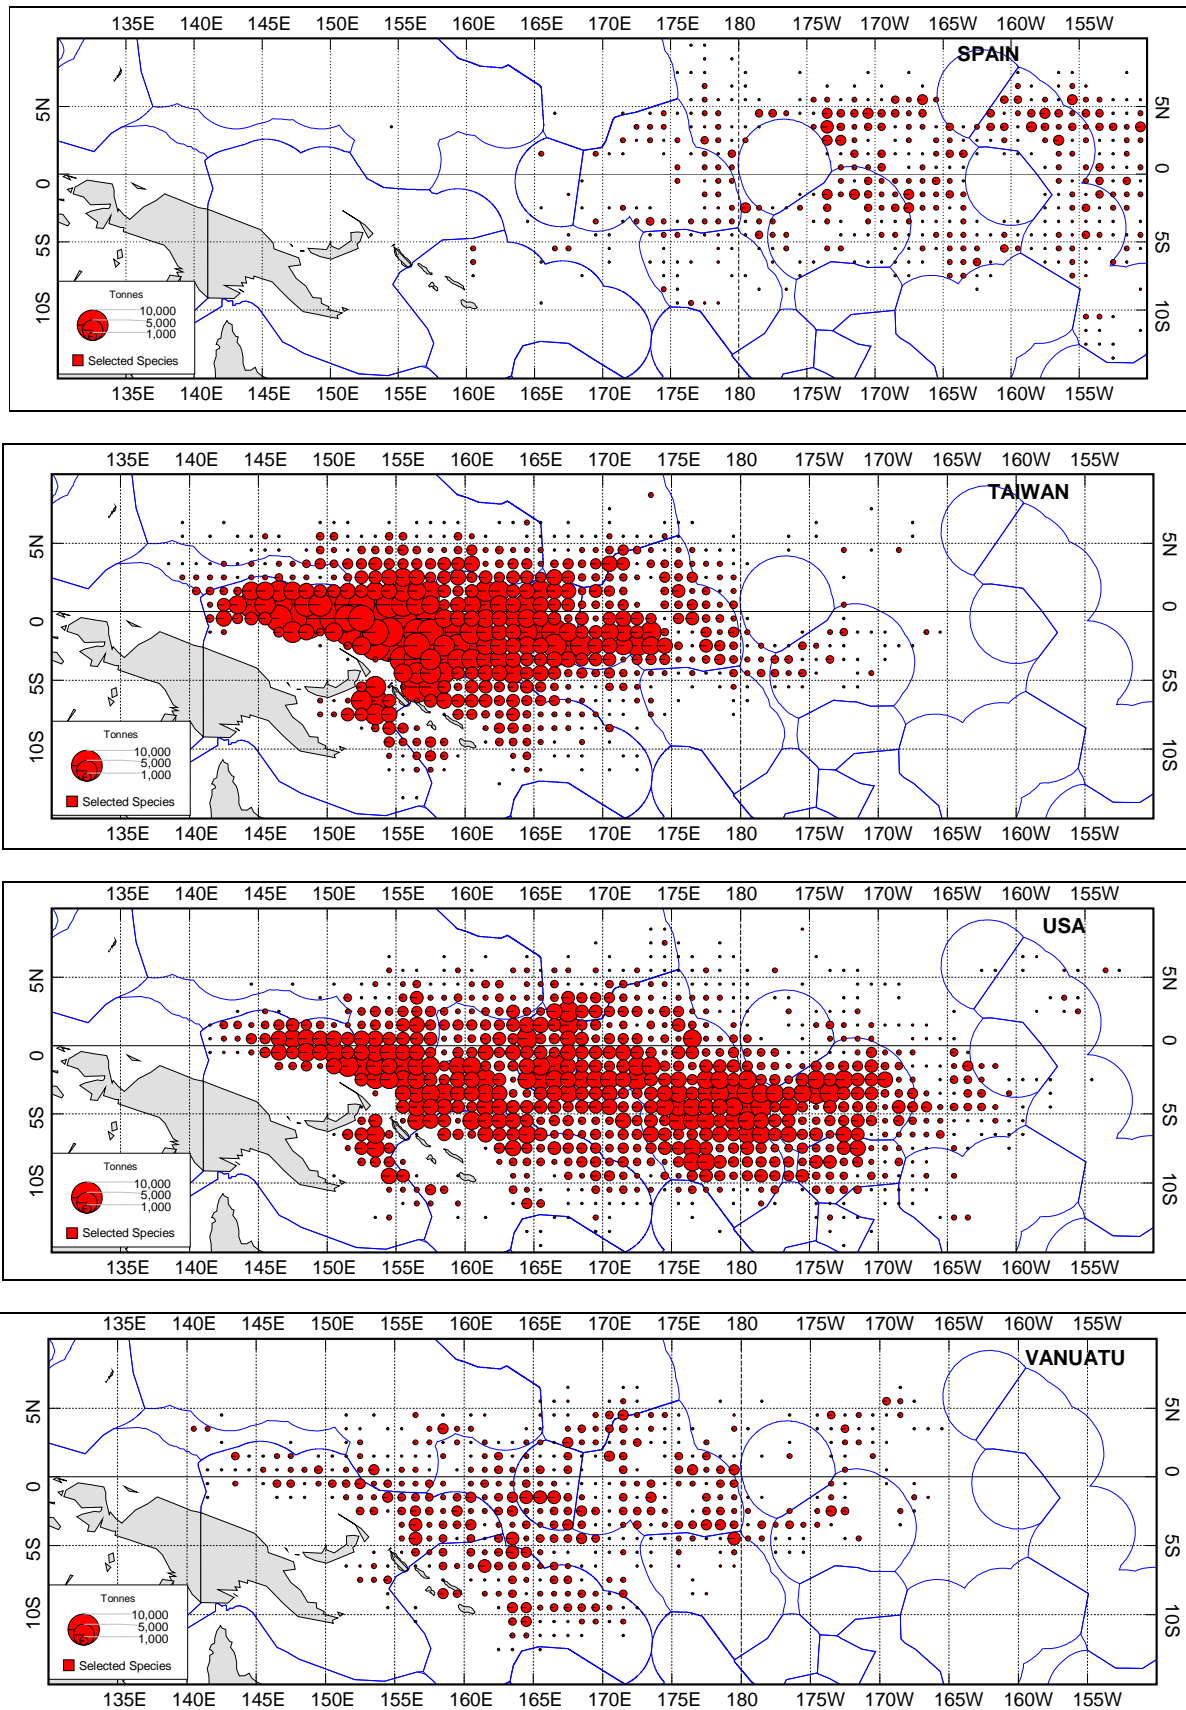 135E 140E 145E 150E 155E 160E 165E 170E 175E 180 175W 170W 165W 160W 155W
SPAIN
5N 5N
0 0
5S 5S
10S 10S
Tonnes
10,000
5,000
1,000
Selected Species
135E 140E 145E 150E 155E 160E 165E 170E 175E 180 175W 170W 165W 160W 155W
135E 140E 145E 150E 155E 160E 165E 170E 175E 180 175W 170W 165W 160W 155W
TAIWAN
5N 5N
0 0
5S 5S
10S 10S
Tonnes
10,000
5,000
1,000
Selected Species
135E 140E 145E 150E 155E 160E 165E 170E 175E 180 175W 170W 165W 160W 155W
135E 140E 145E 150E 155E 160E 165E 170E 175E 180 175W 170W 165W 160W 155W
USA
5N 5N
0 0
5S 5S
10S 10S
Tonnes
10,000
5,000
1,000
Selected Species
135E 140E 145E 150E 155E 160E 165E 170E 175E 180 175W 170W 165W 160W 155W
135E 140E 145E 150E 155E 160E 165E 170E 175E 180 175W 170W 165W 160W 155W
VANUATU
5N 5N
0 0
5S 5S
10S 10S
Tonnes
10,000
5,000
1,000
Selected Species
135E 140E 145E 150E 155E 160E 165E 170E 175E 180 175W 170W 165W 160W 155W